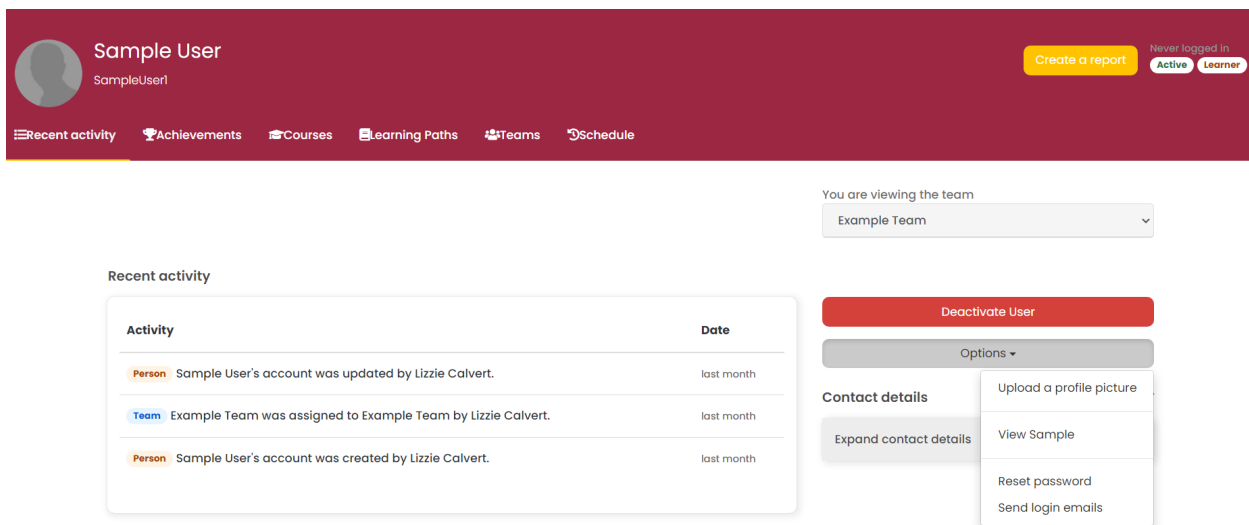 Sample User
SampleUser1
Create a report
Never logged in
Active Learner
Recent activity Achievements Courses Learning Paths Teams Schedule
You are viewing the team
Example Team
Recent activity
Activity Date
Person Sample User's account was updated by Lizzie Calvert. last month
Team Example Team was assigned to Example Team by Lizzie Calvert. last month
Person Sample User's account was created by Lizzie Calvert. last month
Deactivate User
Options
Upload a profile picture
View Sample
Reset password
Send login emails
Contact details
Expand contact details